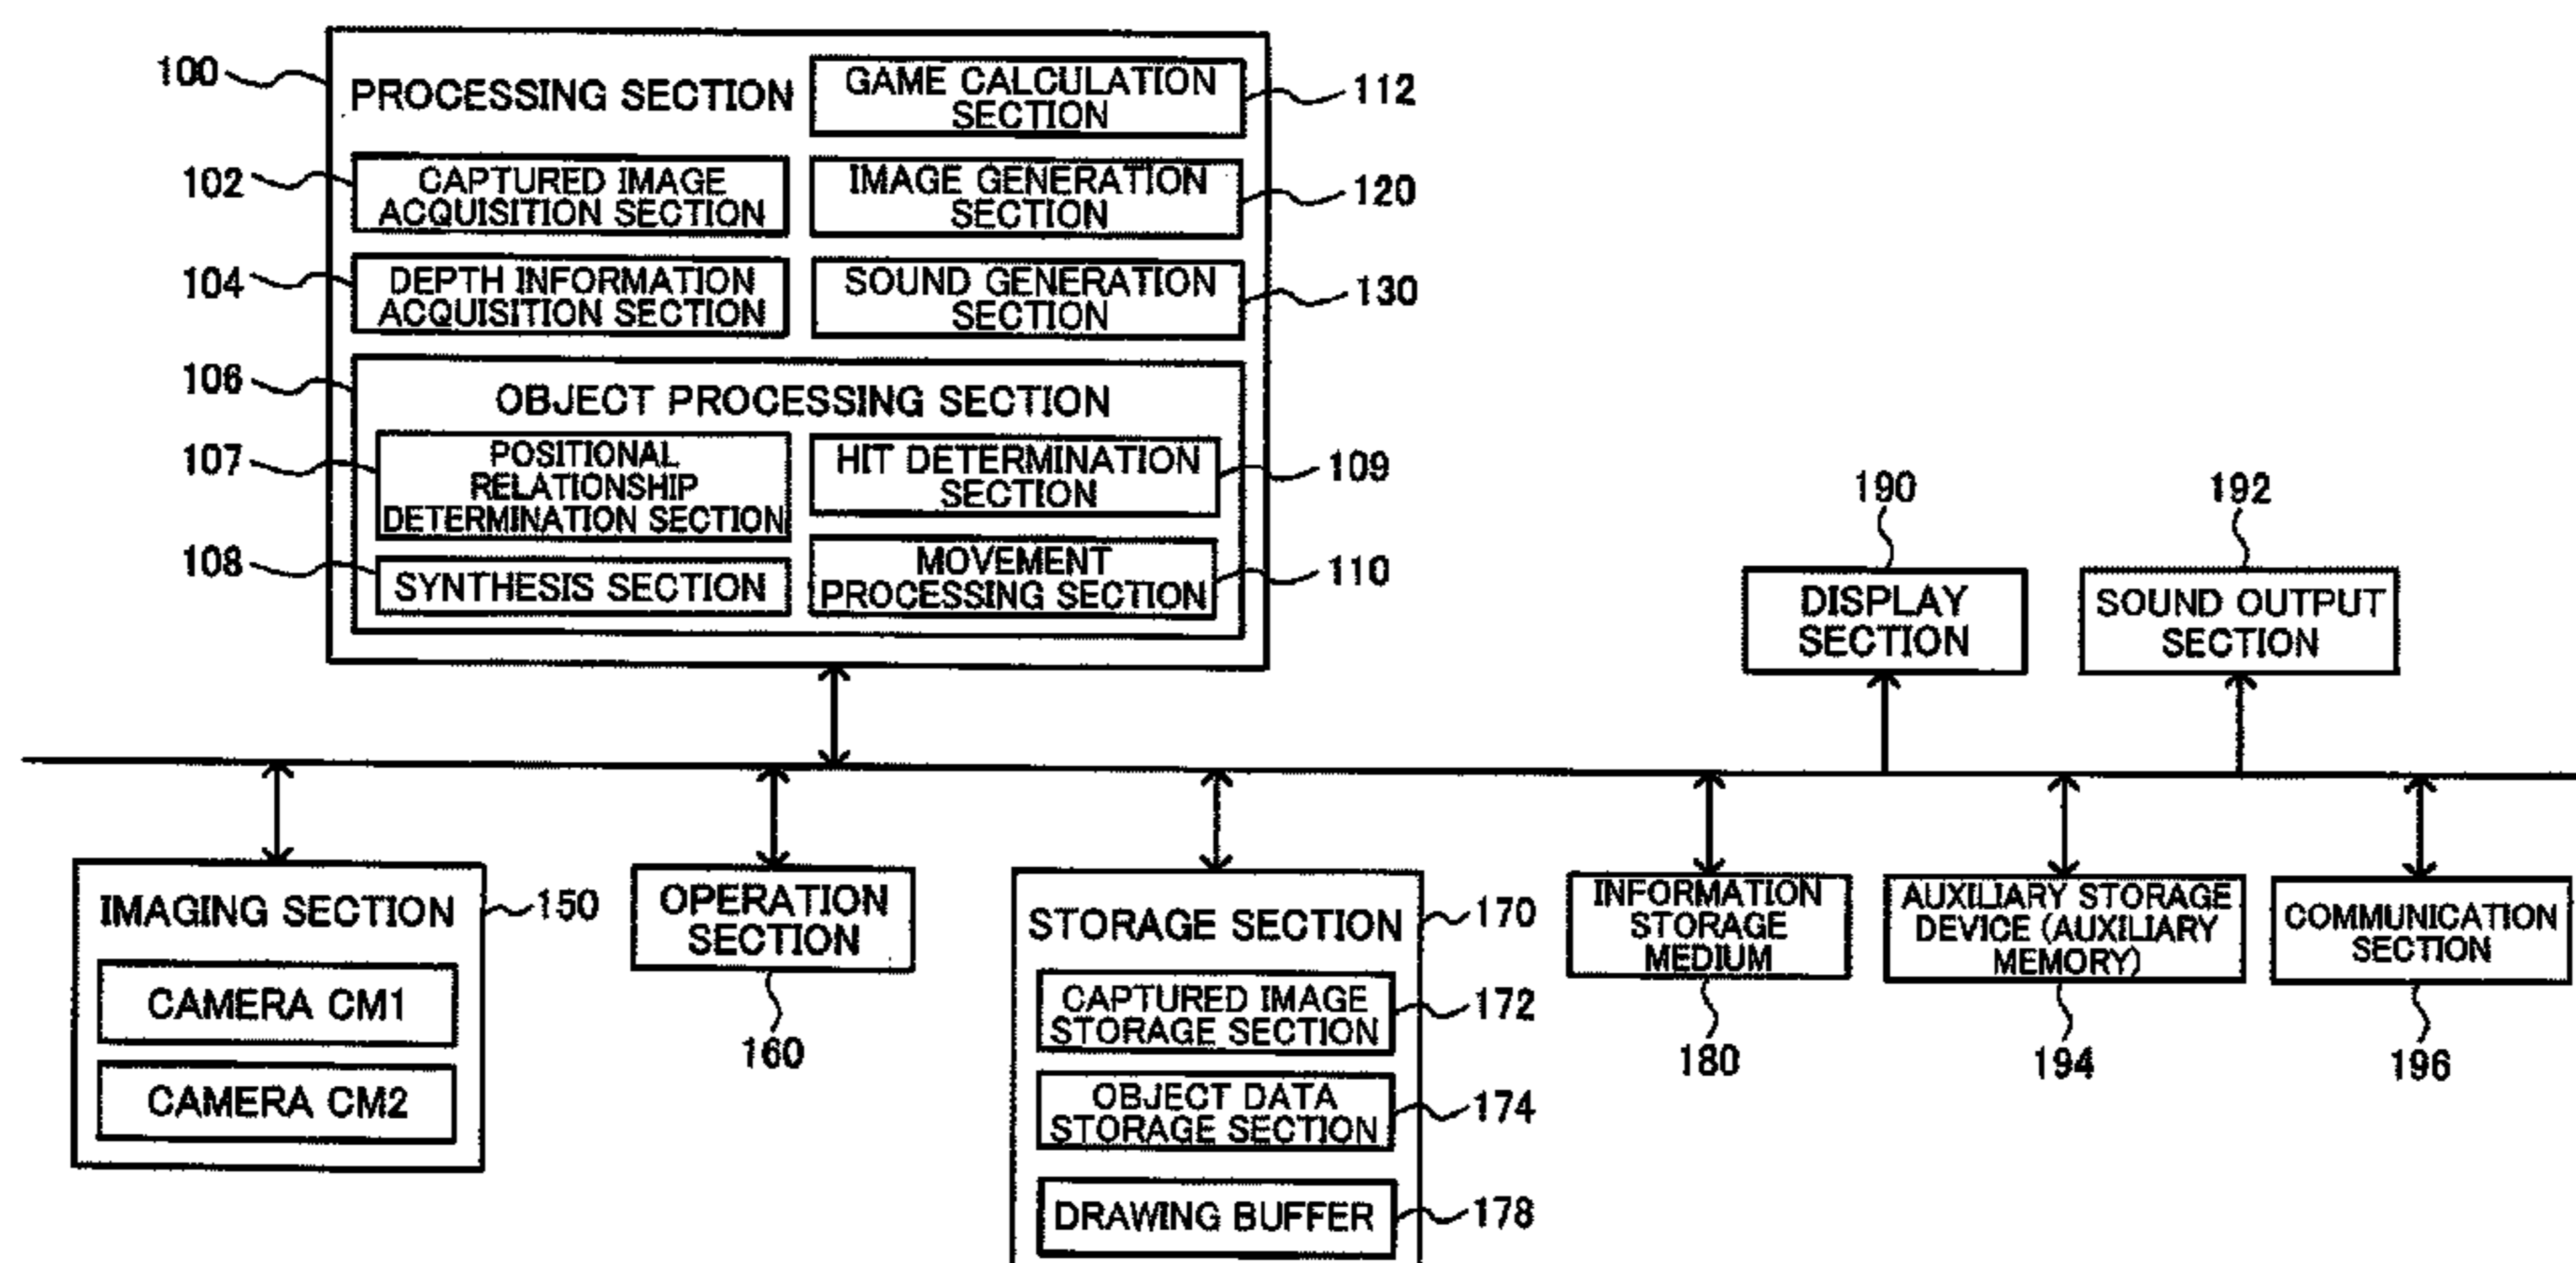 100
PROCESSING SECTION
GAME CALCULATION
SECTION
112
102
CAPTURED IMAGE
ACQUISITION SECTION
IMAGE GENERATION
SECTION
120
104
DEPTH INFORMATION
ACQUISITION SECTION
SOUND GENERATION
SECTION
130
106
OBJECT PROCESSING SECTION
107
POSITIONAL
RELATIONSHIP
DETERMINATION SECTION
HIT DETERMINATION
SECTION
109
108
SYNTHESIS SECTION
MOVEMENT
PROCESSING SECTION
110
190
DISPLAY
SECTION
192
SOUND OUTPUT
SECTION
IMAGING SECTION
150
CAMERA CM1
CAMERA CM2
OPERATION
SECTION
160
STORAGE SECTION
170
CAPTURED IMAGE
STORAGE SECTION
172
OBJECT DATA
STORAGE SECTION
174
DRAWING BUFFER
178
INFORMATION
STORAGE
MEDIUM
180
AUXILIARY STORAGE
DEVICE (AUXILIARY
MEMORY)
194
COMMUNICATION
SECTION
196